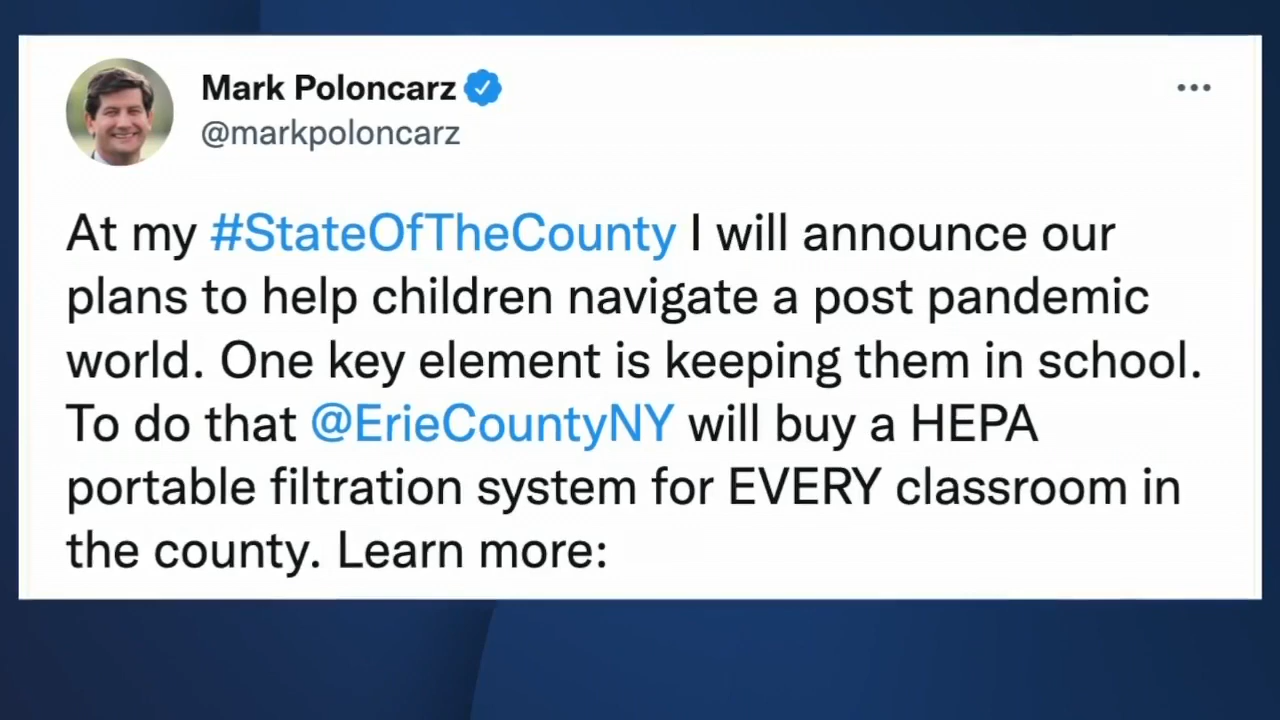 Mark Poloncarz
@markpoloncarz
At my #StateOfTheCounty I will announce our
plans to help children navigate a post pandemic
world. One key element is keeping them in school.
To do that @ErieCountyNY will buy a HEPA
portable filtration system for EVERY classroom in
the county. Learn more: